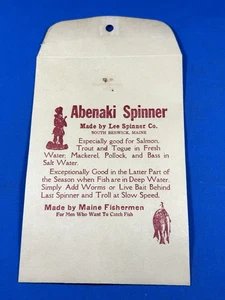 Abenaki Spinner
Made by Lee Spinner Co.
SOUTH BERWICK, MAINE
Especially good for Salmon,
Trout and Togue in Fresh
Water; Mackerel, Pollock, and Bass in
Salt Water.
Exceptionally Good in the Latter Part of
the Season when Fish are in Deep Water.
Simply Add Worms or Live Bait Behind
Last Spinner and Troll at Slow Speed.
Made by Maine Fishermen
For Men Who Want To Catch Fish